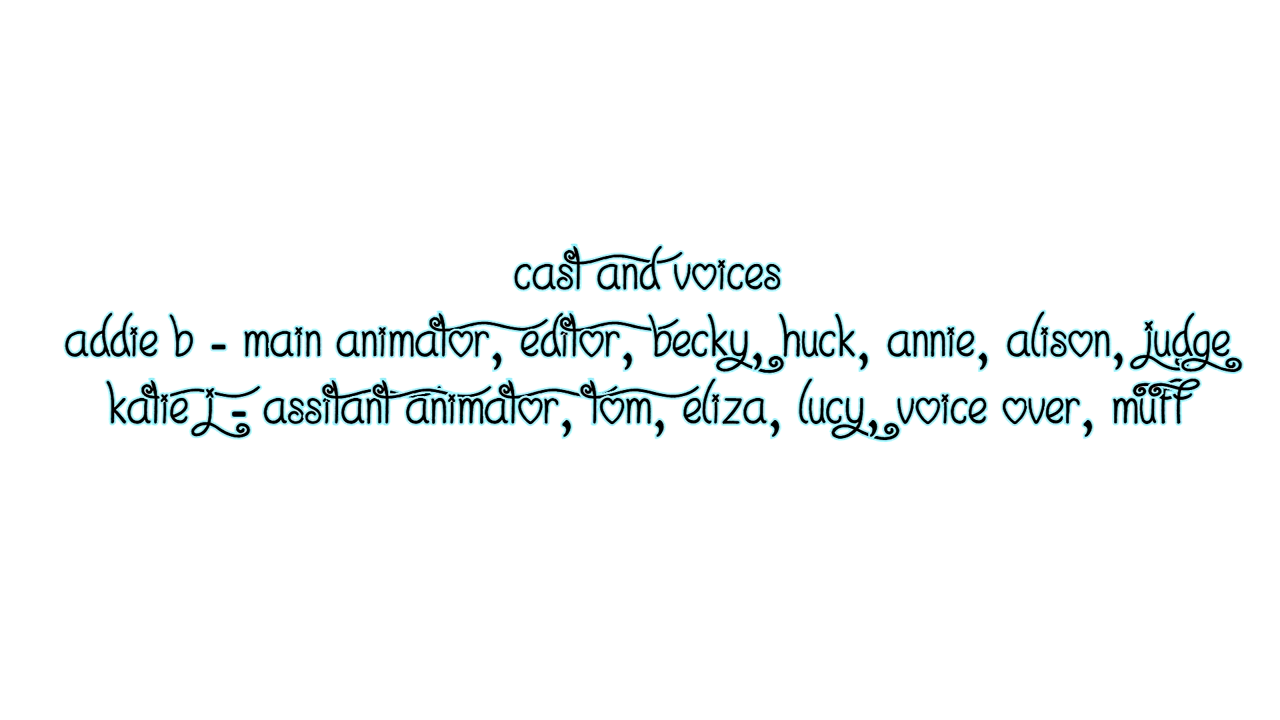 cast and voices
addie b - main animator, editor, becky, huck, annie, alison, judge
katie j - assitant animator, tom, eliza, lucy, voice over, muff